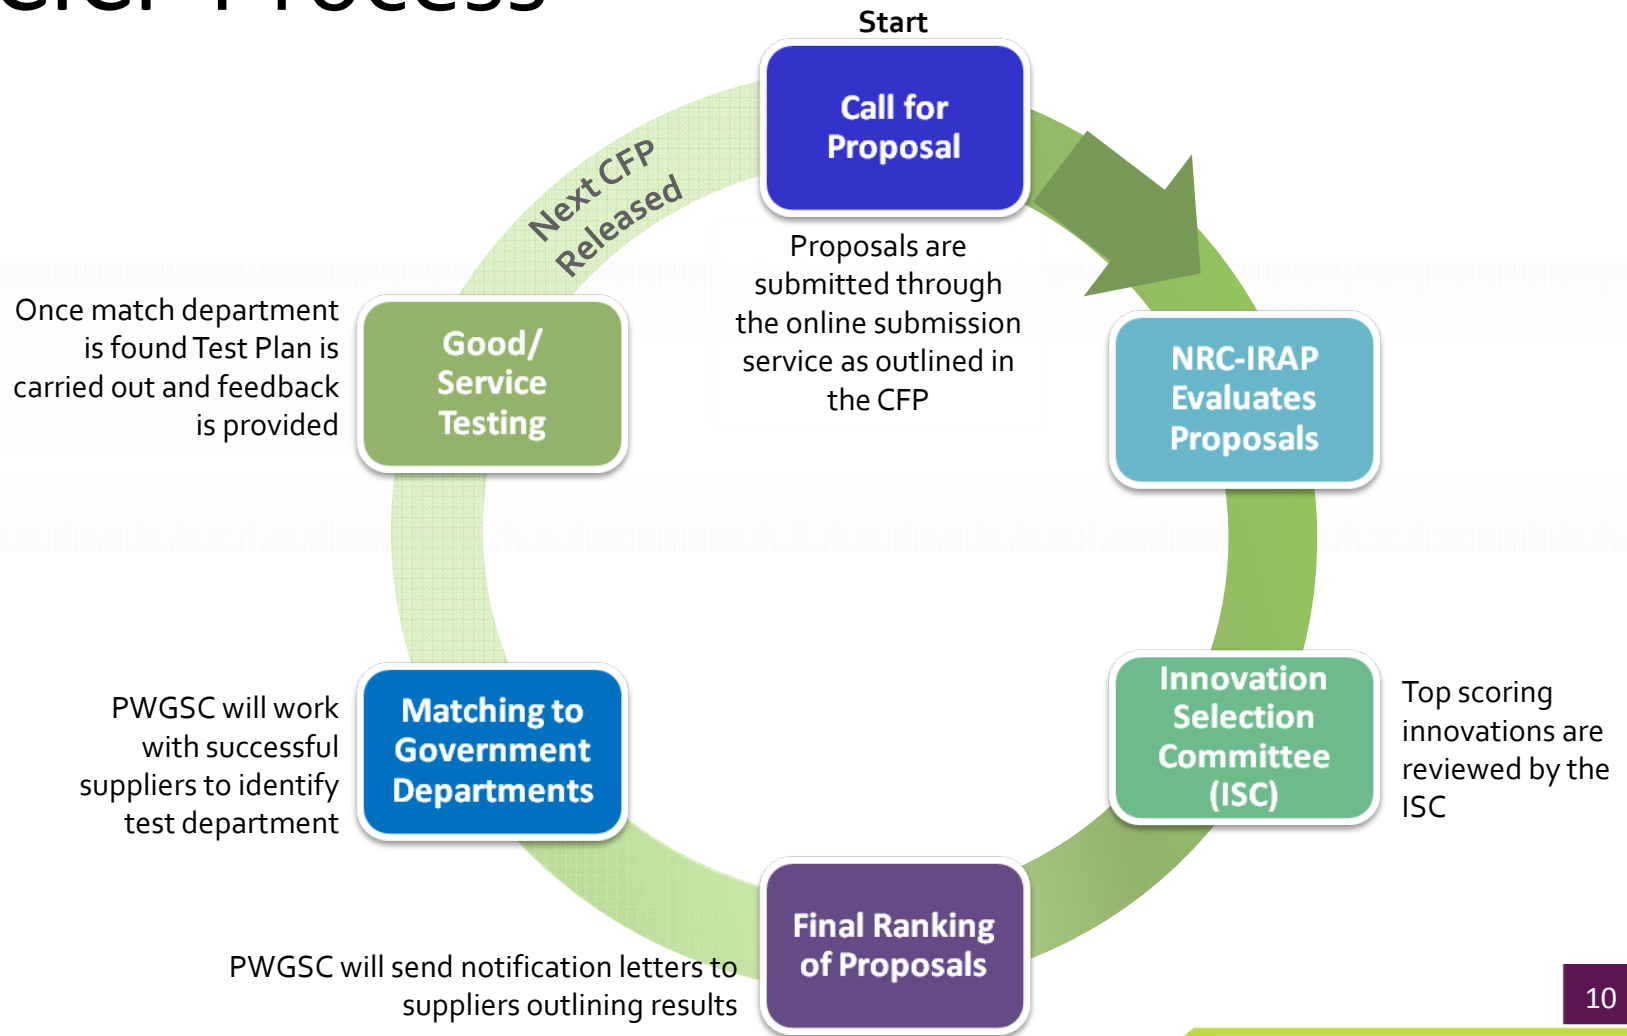 Process
Start
Call for
Proposal
Next CFP
Released
Proposals are
submitted through
the online submission
service as outlined in
the CFP
NRC-IRAP
Evaluates
Proposals
Innovation
Selection
Committee
(ISC)
Top scoring
innovations are
reviewed by the
ISC
Final Ranking
of Proposals
PWGSC will send notification letters to
suppliers outlining results
Matching to
Government
Departments
PWGSC will work
with successful
suppliers to identify
test department
Good/
Service
Testing
Once match department
is found Test Plan is
carried out and feedback
is provided
10